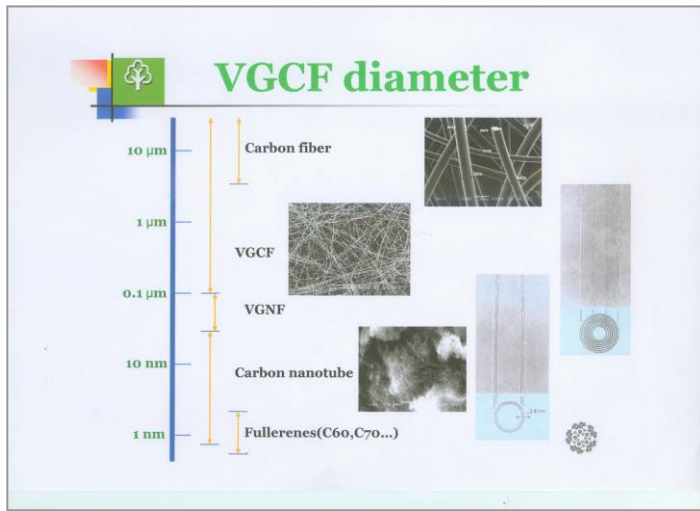 VGCF diameter
10 μm
Carbon fiber
1 μm
VGCF
0.1 μm
VGNF
10 nm
Carbon nanotube
1 nm
Fullerenes(C60,C70...)